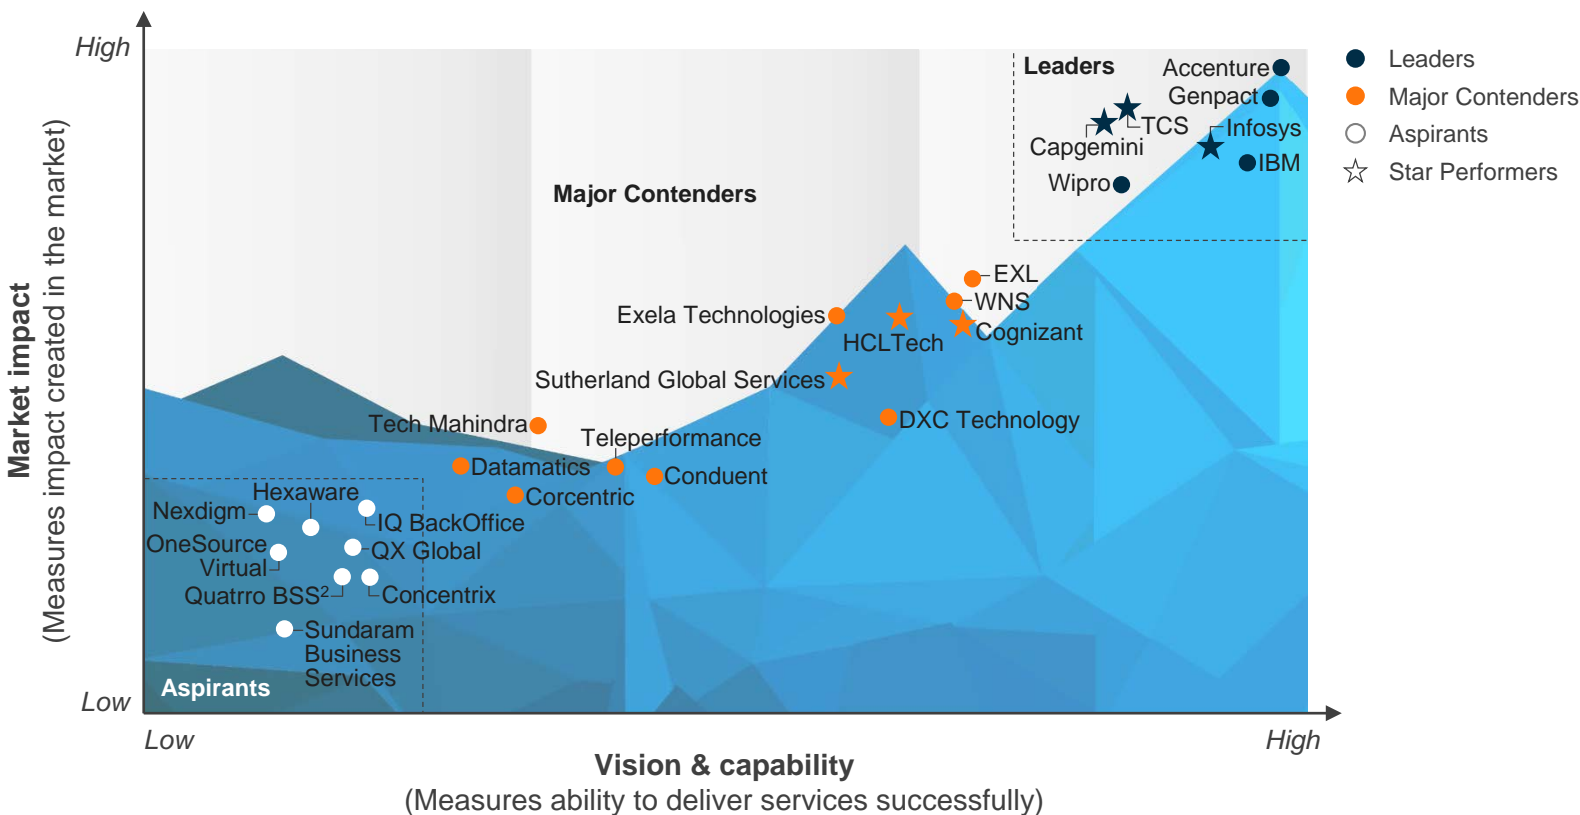 High
Leaders
Accenture
Genpact
TCS
Infosys
Capgemini
IBM
Wipro
Leaders
Major Contenders
Aspirants
Star Performers
Major Contenders
EXL
WNS
Exela Technologies
Cognizant
HCLTech
Sutherland Global Services
DXC Technology
Tech Mahindra
Teleperformance
Datamatics
Conduent
Corcentric
Hexaware
Nexdigm
IQ BackOffice
OneSource
Virtual
QX Global
Quatrro BSS²
Concentrix
Sundaram
Business
Services
Aspirants
Market impact
(Measures impact created in the market)
Low
Low
High
Vision & capability
(Measures ability to deliver services successfully)